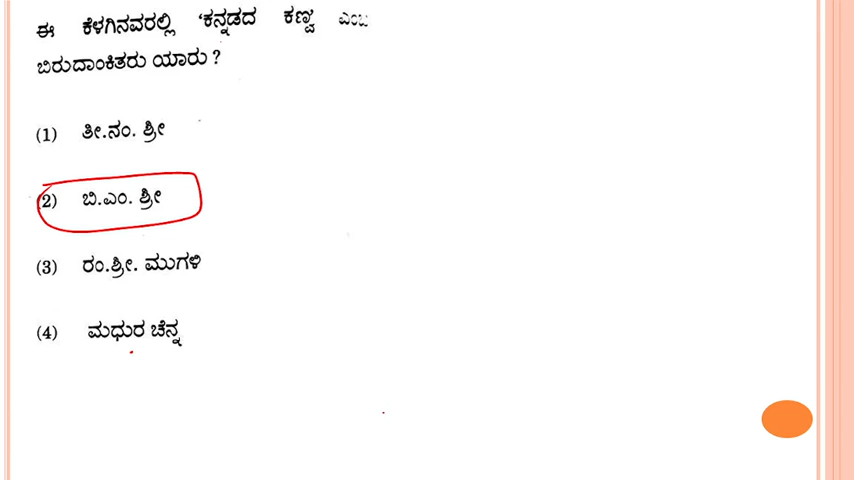 ಈ ಕೆಳಗಿನವರಲ್ಲಿ ‘ಕನ್ನಡದ ಕಣ್ವ’ ಎಂಬ
ಬಿರುದಾಂಕಿತರು ಯಾರು ?
(1) ತೀ.ನಂ. ಶ್ರೀ
(2) ಬಿ.ಎಂ. ಶ್ರೀ
(3) ರಂ.ಶ್ರೀ. ಮುಗಳಿ
(4) ಮಧುರ ಚೆನ್ನ